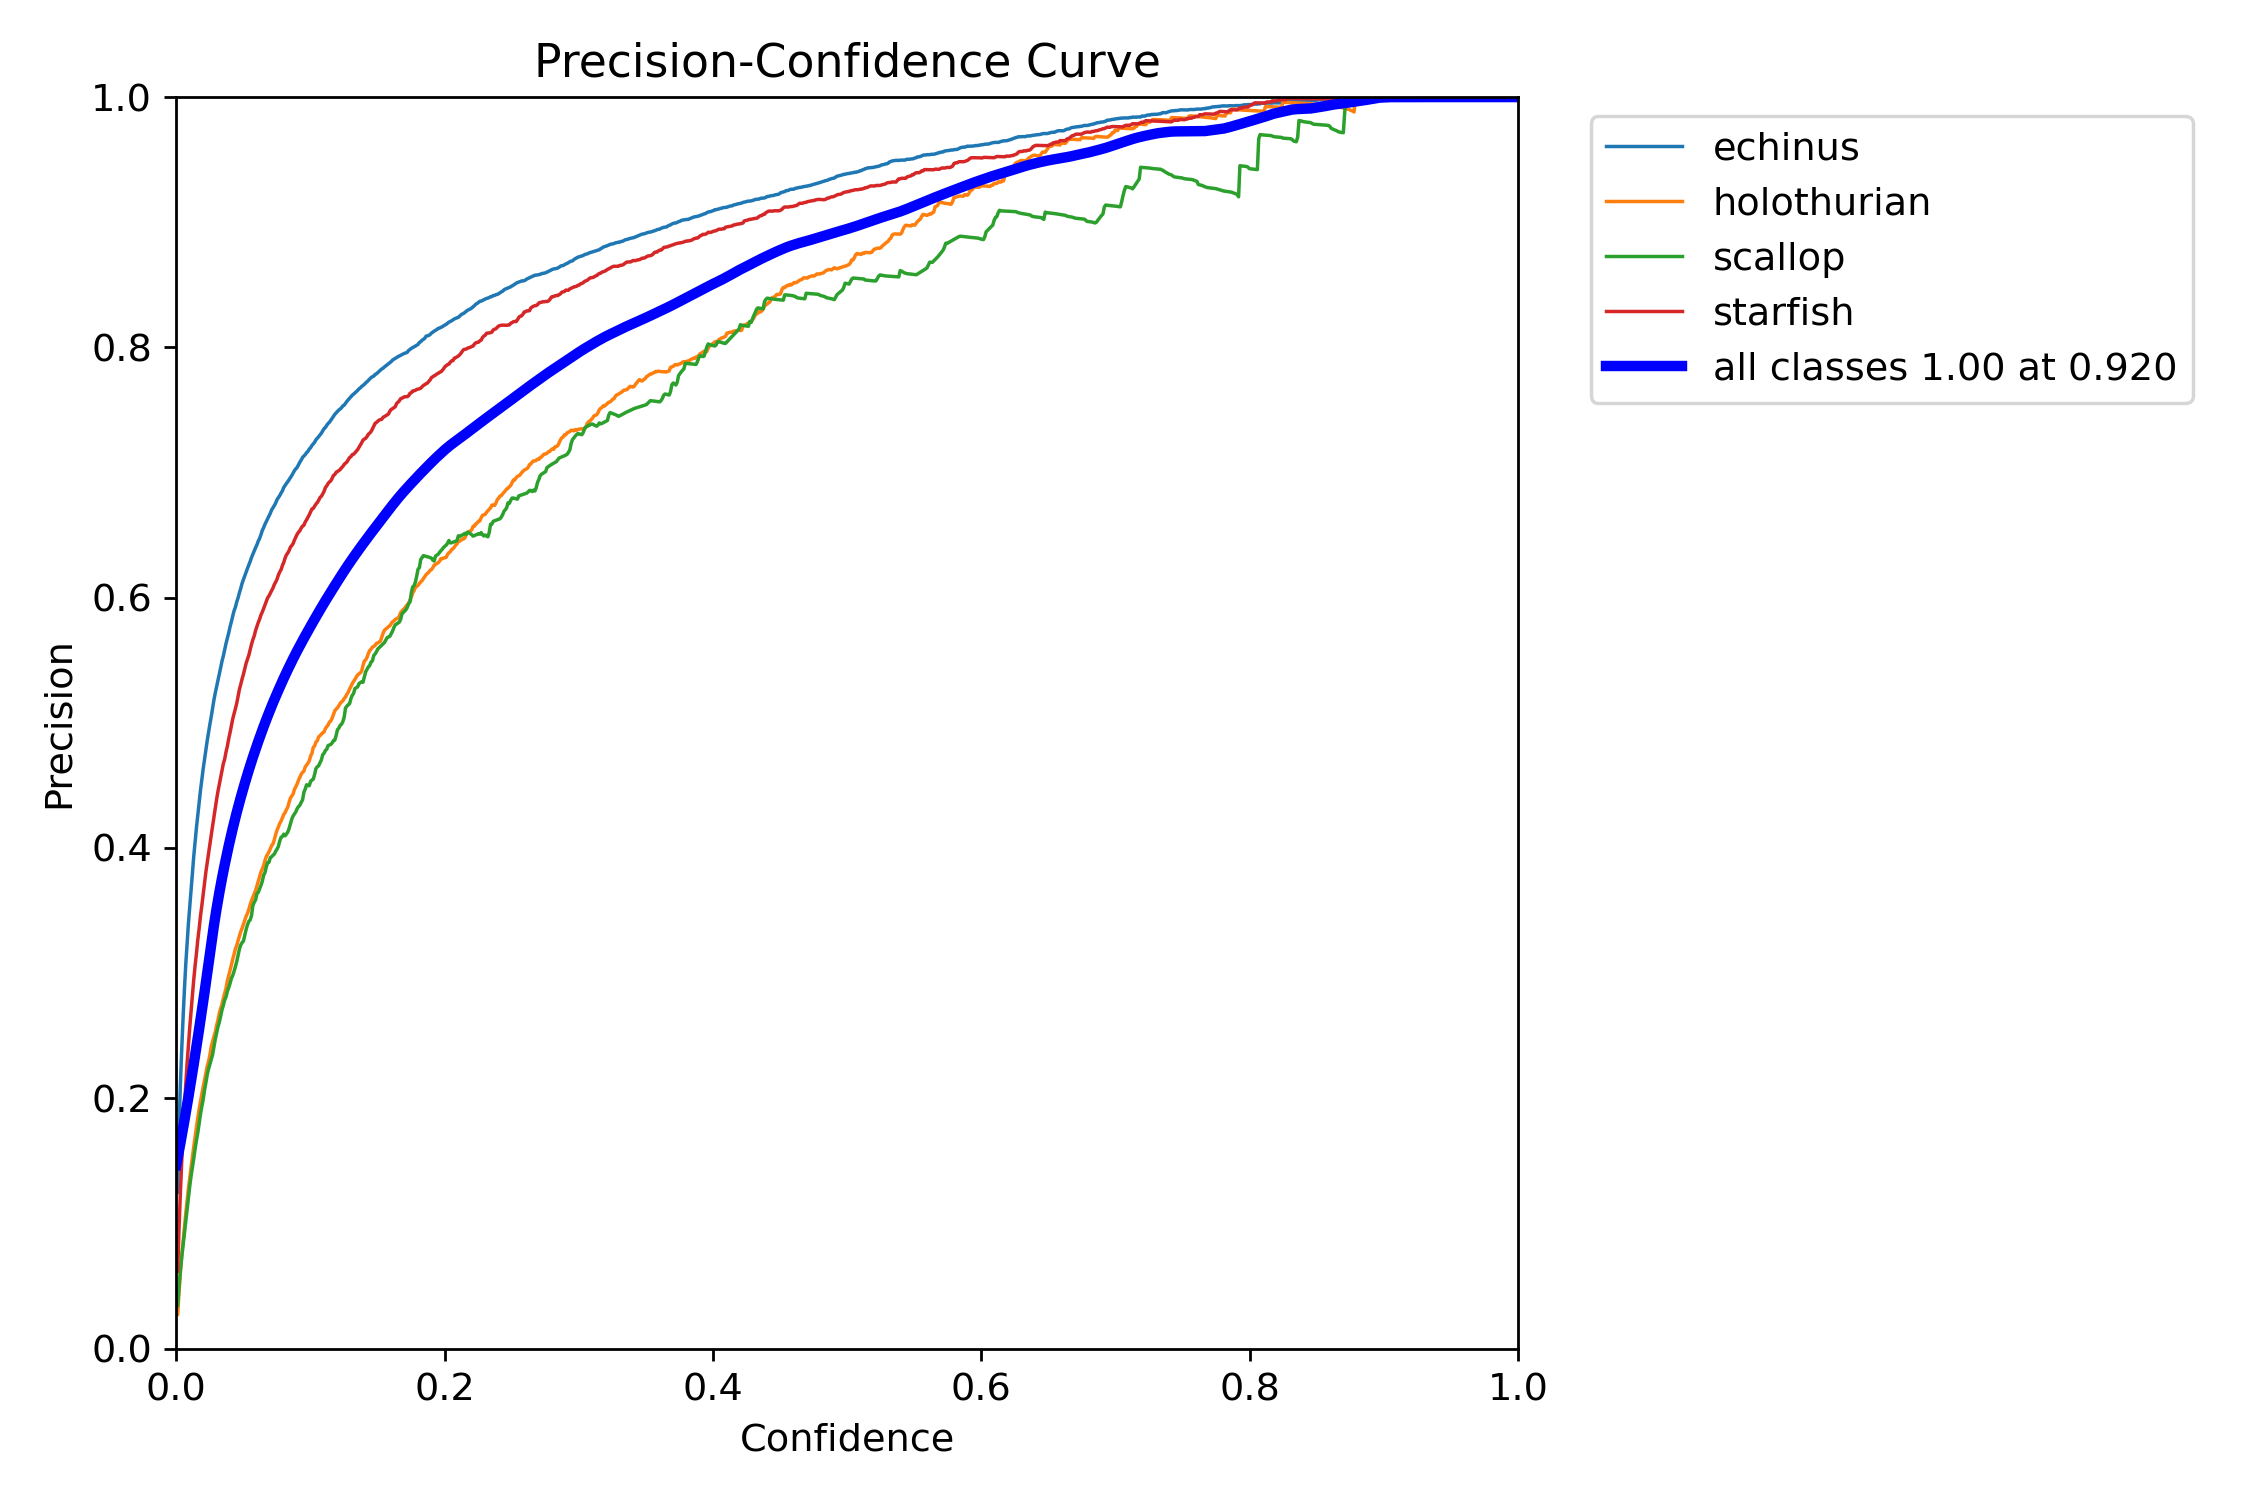 Precision-Confidence Curve
1.0
0.8
0.6
0.4
0.2
0.0
Precision
0.0 0.2 0.4 0.6 0.8 1.0
Confidence
echinus
holothurian
scallop
starfish
all classes 1.00 at 0.920